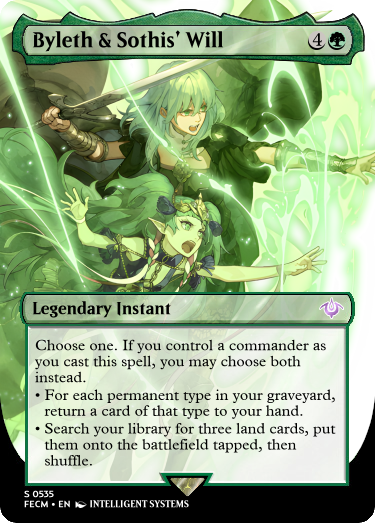 Byleth & Sothis' Will 4
Legendary Instant
Choose one. If you control a commander as
you cast this spell, you may choose both
instead.
• For each permanent type in your graveyard,
return a card of that type to your hand.
• Search your library for three land cards, put
them onto the battlefield tapped, then
shuffle.
S 0535
FECM • EN INTELLIGENT SYSTEMS